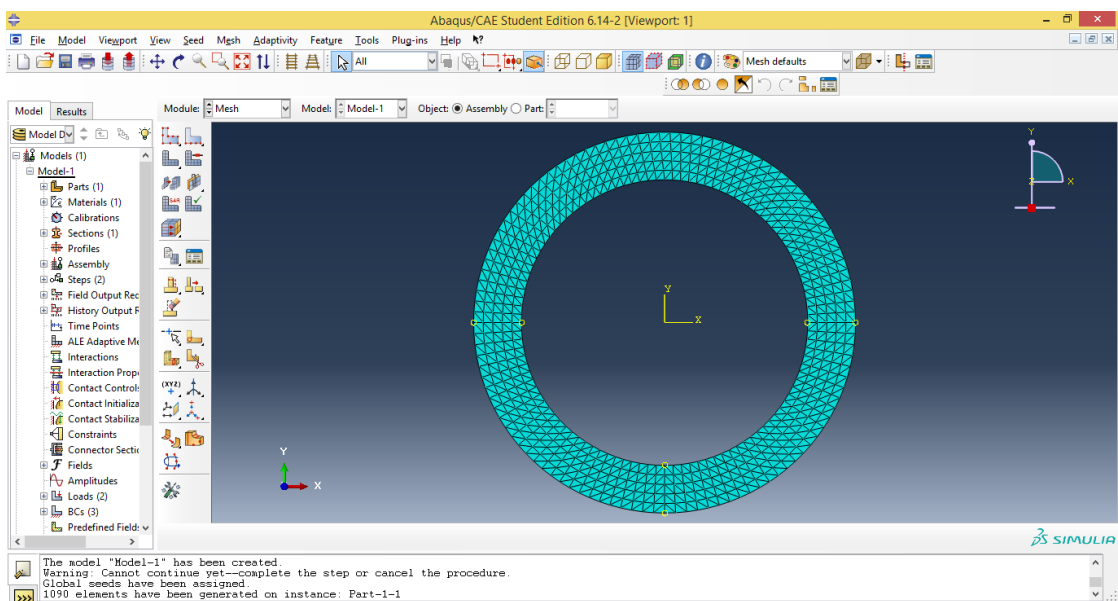 Abaqus/CAE Student Edition 6.14-2 [Viewport: 1]
File Model Viewport View Seed Mesh Adaptivity Feature Tools Plug-ins Help
All Mesh defaults
Model Results Module: Mesh Model: Model-1 Object: Assembly Part:
Model D
Models (1)
Model-1
Parts (1)
Materials (1)
Calibrations
Sections (1)
Profiles
Assembly
Steps (2)
Field Output Rec
History Output R
Time Points
ALE Adaptive Me
Interactions
Interaction Prope
Contact Controls
Contact Initializa
Contact Stabiliza
Constraints
Connector Sectio
Fields
Amplitudes
Loads (2)
BCs (3)
Predefined Fields
(XYZ)
Y
X
Y
X
Z
Y
X
SIMULIA
The model "Model-1" has been created.
Warning: Cannot continue yet--complete the step or cancel the procedure.
Global seeds have been assigned.
1090 elements have been generated on instance: Part-1-1